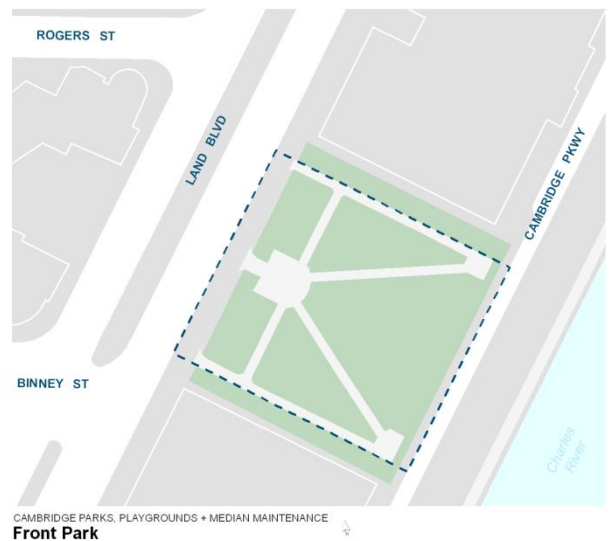 ROGERS ST
LAND BLVD
CAMBRIDGE PKWY
BINNEY ST
Charles
River
CAMBRIDGE PARKS, PLAYGROUNDS + MEDIAN MAINTENANCE
Front Park